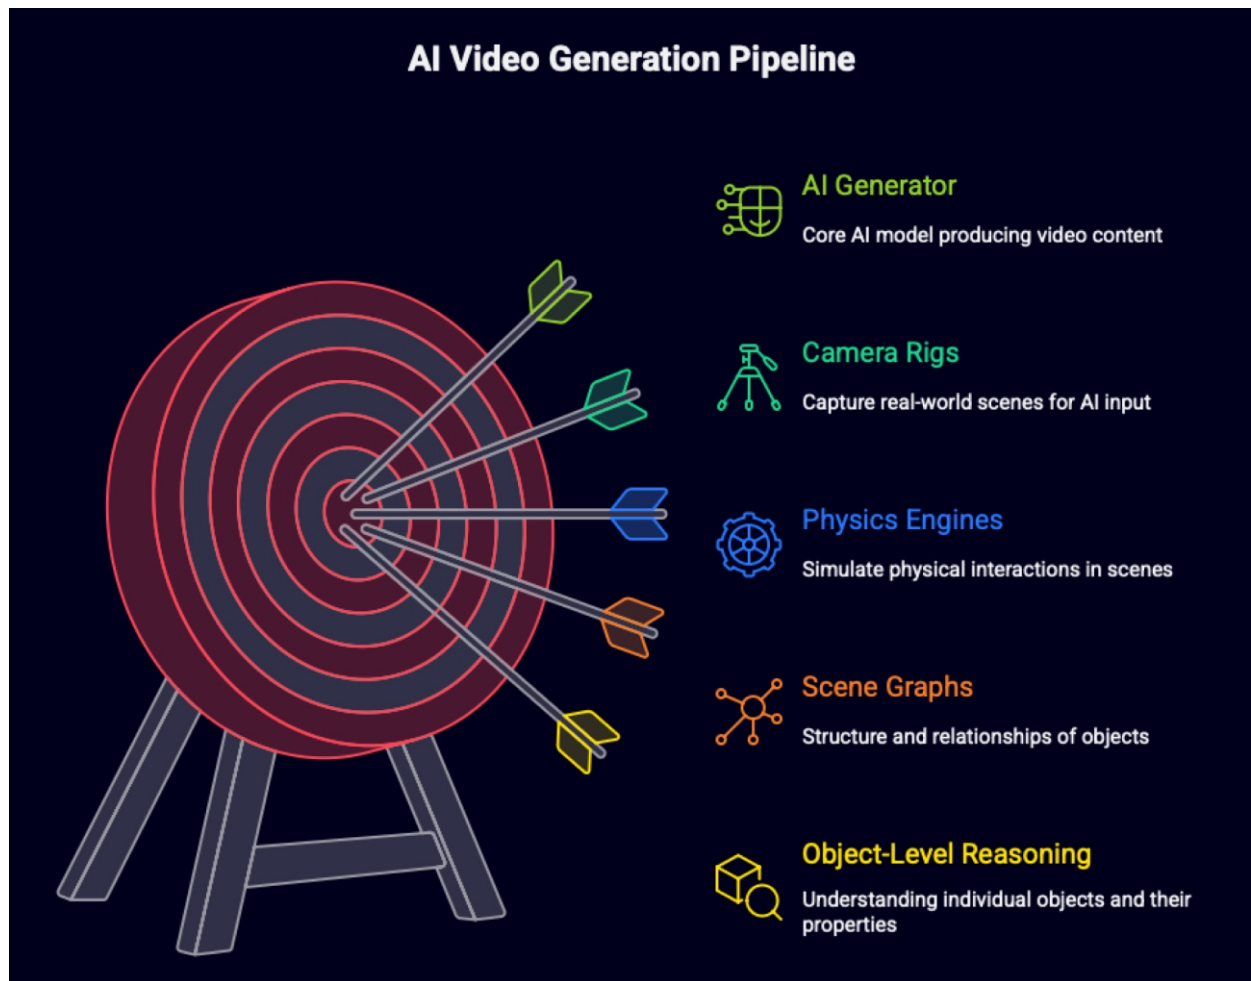 AI Video Generation Pipeline
AI Generator
Core AI model producing video content
Camera Rigs
Capture real-world scenes for AI input
Physics Engines
Simulate physical interactions in scenes
Scene Graphs
Structure and relationships of objects
Object-Level Reasoning
Understanding individual objects and their
properties